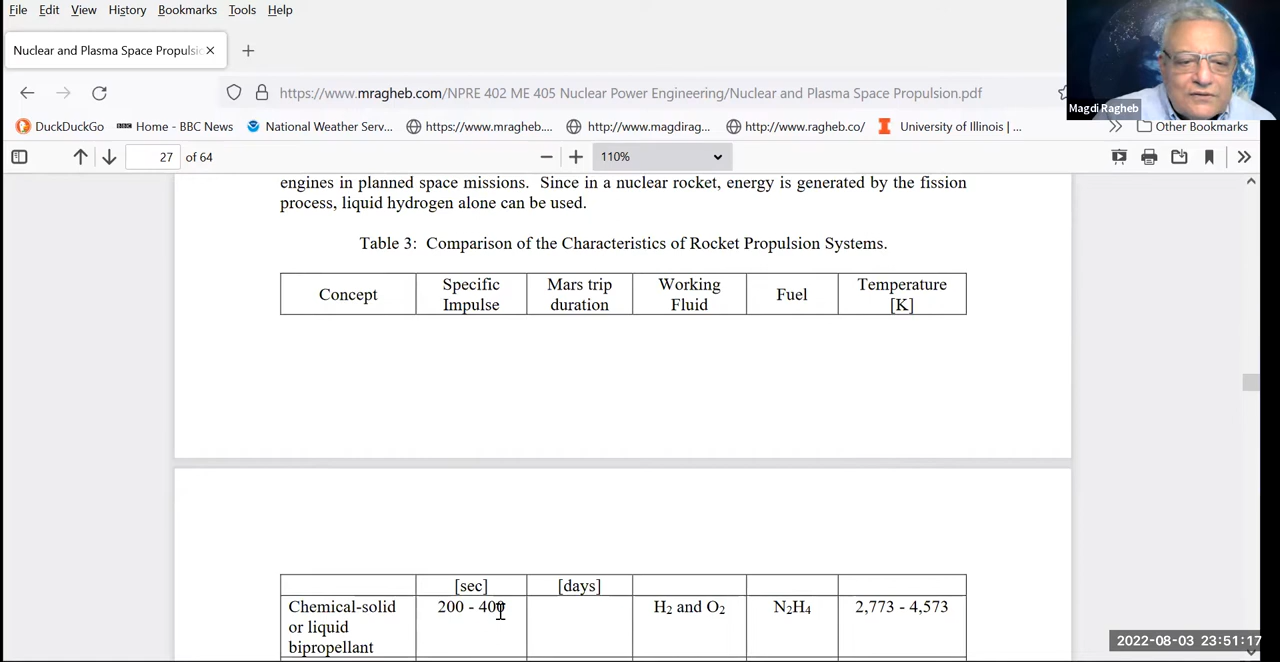 File Edit View History Bookmarks Tools Help
Nuclear and Plasma Space Propulsic
https://www.mragheb.com/NPRE 402 ME 405 Nuclear Power Engineering/Nuclear and Plasma Space Propulsion.pdf
Magdi Ragheb
DuckDuckGo Home - BBC News National Weather Serv... https://www.mragheb.... http://www.magdirag... http://www.ragheb.co/ University of Illinois | ... Other Bookmarks
27 of 64 110%
engines in planned space missions. Since in a nuclear rocket, energy is generated by the fission
process, liquid hydrogen alone can be used.
Table 3: Comparison of the Characteristics of Rocket Propulsion Systems.
Concept Specific Impulse Mars trip duration Working Fluid Fuel Temperature [K]
[sec] [days]
Chemical-solid or liquid bipropellant 200 - 400 H2 and O2 N2H4 2,773 - 4,573
2022-08-03 23:51:17